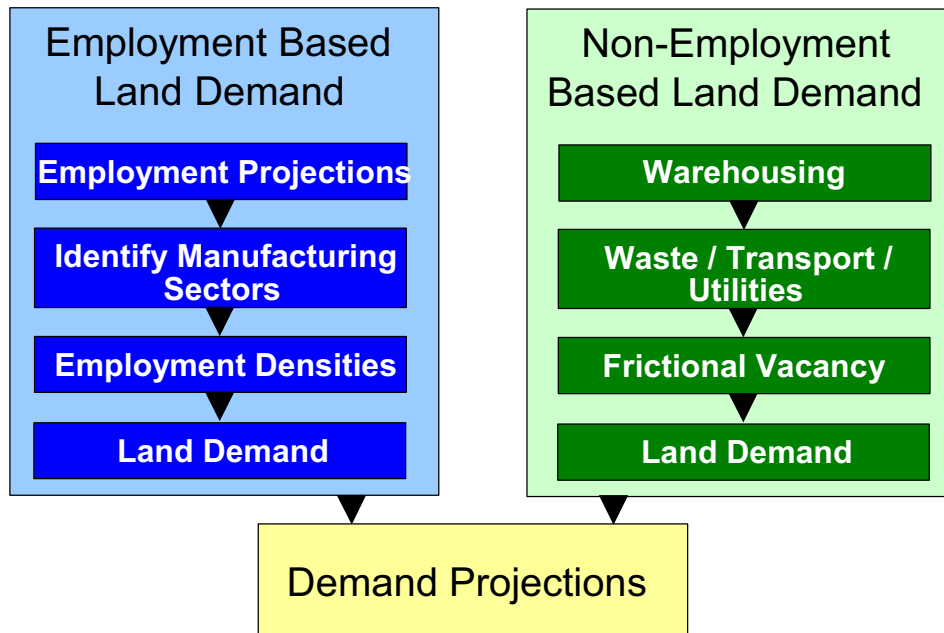 Employment Based
Land Demand
Employment Projections
Identify Manufacturing
Sectors
Employment Densities
Land Demand
Non-Employment
Based Land Demand
Warehousing
Waste / Transport /
Utilities
Frictional Vacancy
Land Demand
Demand Projections